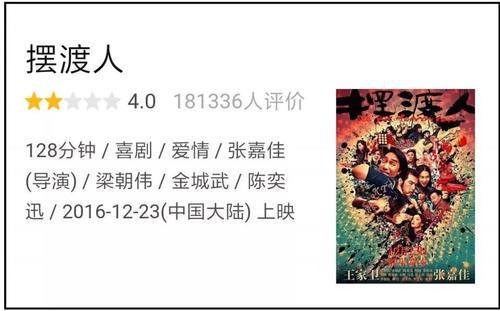 摆渡人
4.0 181336人评价
128分钟 / 喜剧 / 爱情 / 张嘉佳
(导演) / 梁朝伟 / 金城武 / 陈奕
迅 / 2016-12-23(中国大陆) 上映
摆渡人
王家卫
张嘉佳